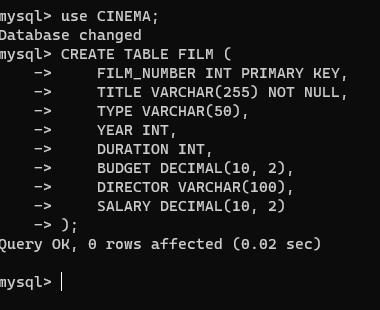 mysql> use CINEMA;
Database changed
mysql> CREATE TABLE FILM (
    ->     FILM_NUMBER INT PRIMARY KEY,
    ->     TITLE VARCHAR(255) NOT NULL,
    ->     TYPE VARCHAR(50),
    ->     YEAR INT,
    ->     DURATION INT,
    ->     BUDGET DECIMAL(10, 2),
    ->     DIRECTOR VARCHAR(100),
    ->     SALARY DECIMAL(10, 2)
    -> );
Query OK, 0 rows affected (0.02 sec)
mysql>